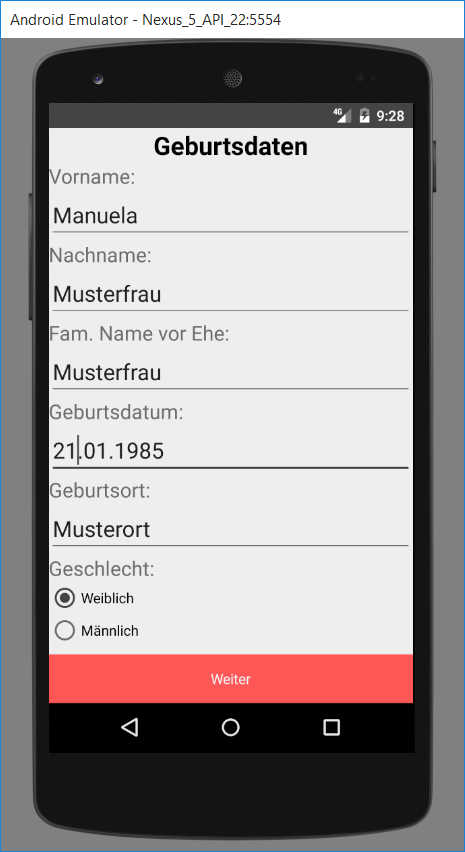 Android Emulator - Nexus_5_API_22:5554
4G 9:28
Geburtsdaten
Vorname:
Manuela
Nachname:
Musterfrau
Fam. Name vor Ehe:
Musterfrau
Geburtsdatum:
21.01.1985
Geburtsort:
Musterort
Geschlecht:
Weiblich
Männlich
Weiter